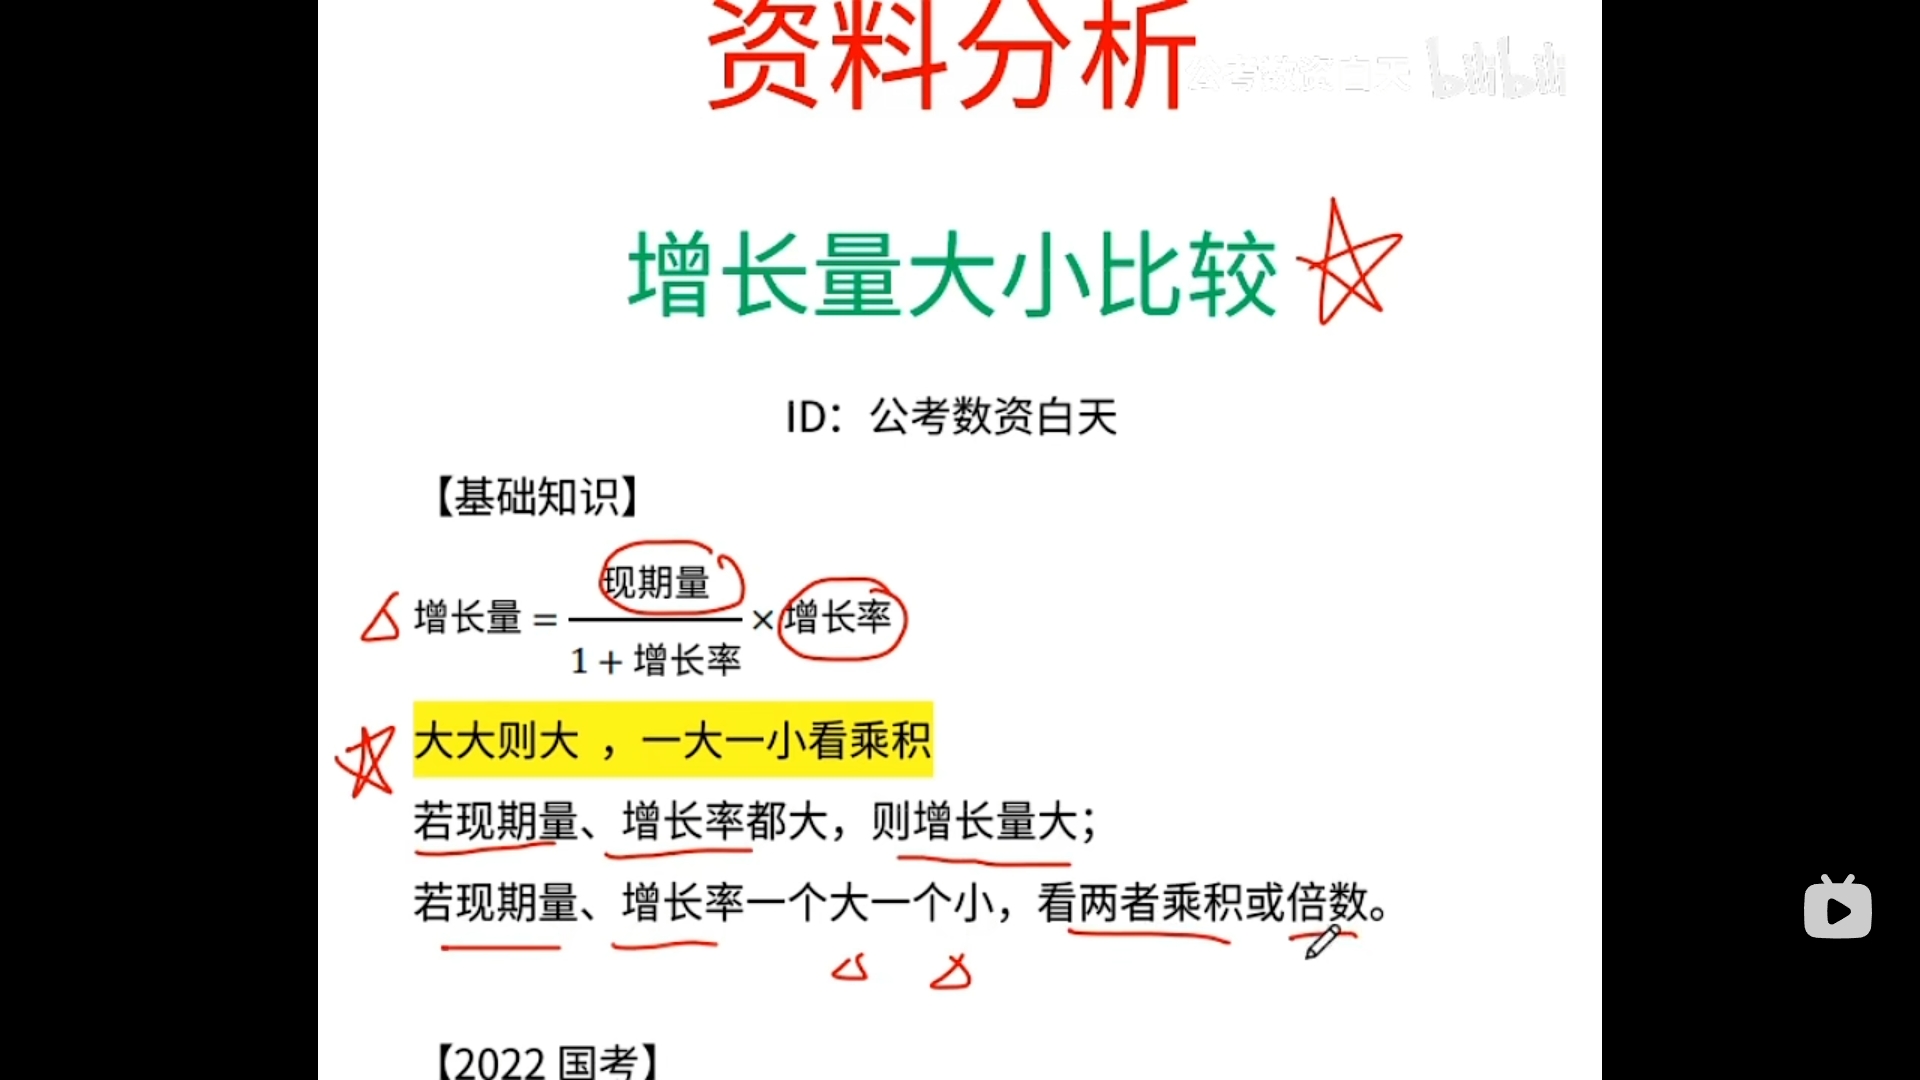 资料分析
公考数资白天 bilibili
增长量大小比较
ID：公考数资白天
【基础知识】
增长量 = 现期量 / 1 + 增长率 × 增长率
大大则大 ，一大一小看乘积
若现期量、增长率都大，则增长量大；
若现期量、增长率一个大一个小，看两者乘积或倍数。
【2022 国考】